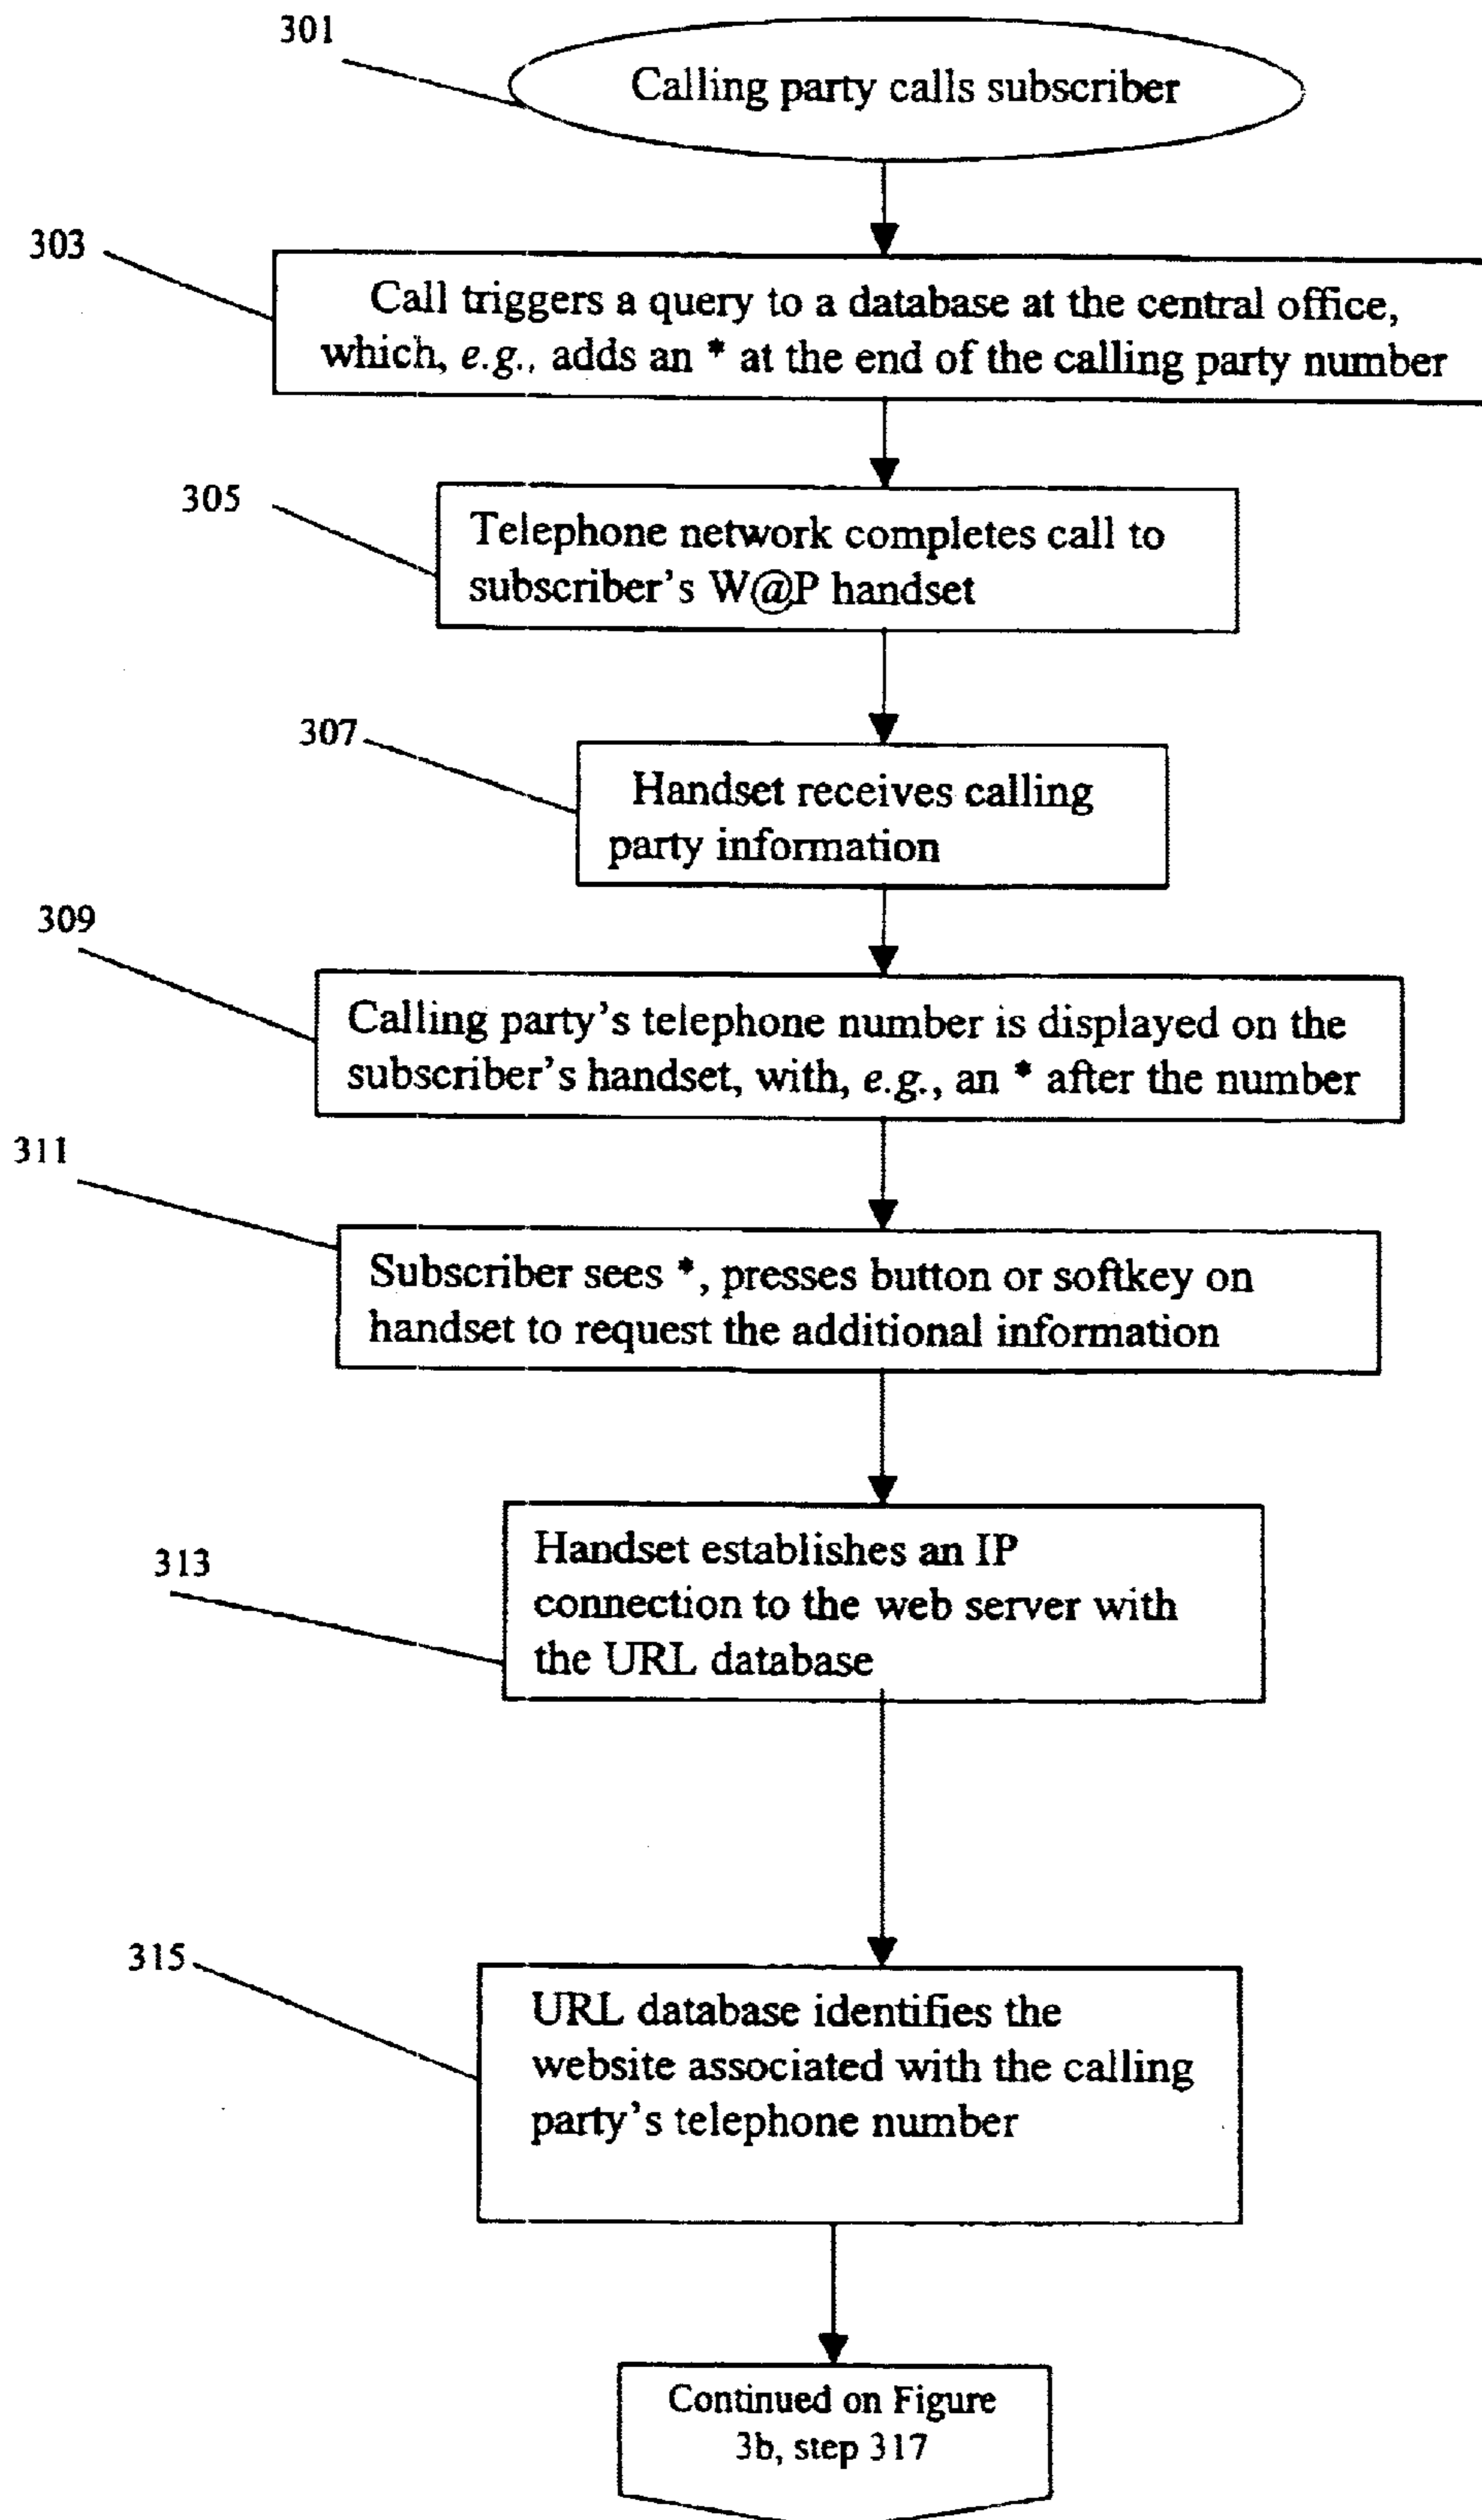 301
Calling party calls subscriber
303
Call triggers a query to a database at the central office,
which, e.g., adds an * at the end of the calling party number
305
Telephone network completes call to
subscriber's W@P handset
307
Handset receives calling
party information
309
Calling party's telephone number is displayed on the
subscriber's handset, with, e.g., an * after the number
311
Subscriber sees *, presses button or softkey on
handset to request the additional information
313
Handset establishes an IP
connection to the web server with
the URL database
315
URL database identifies the
website associated with the calling
party's telephone number
Continued on Figure
3b, step 317